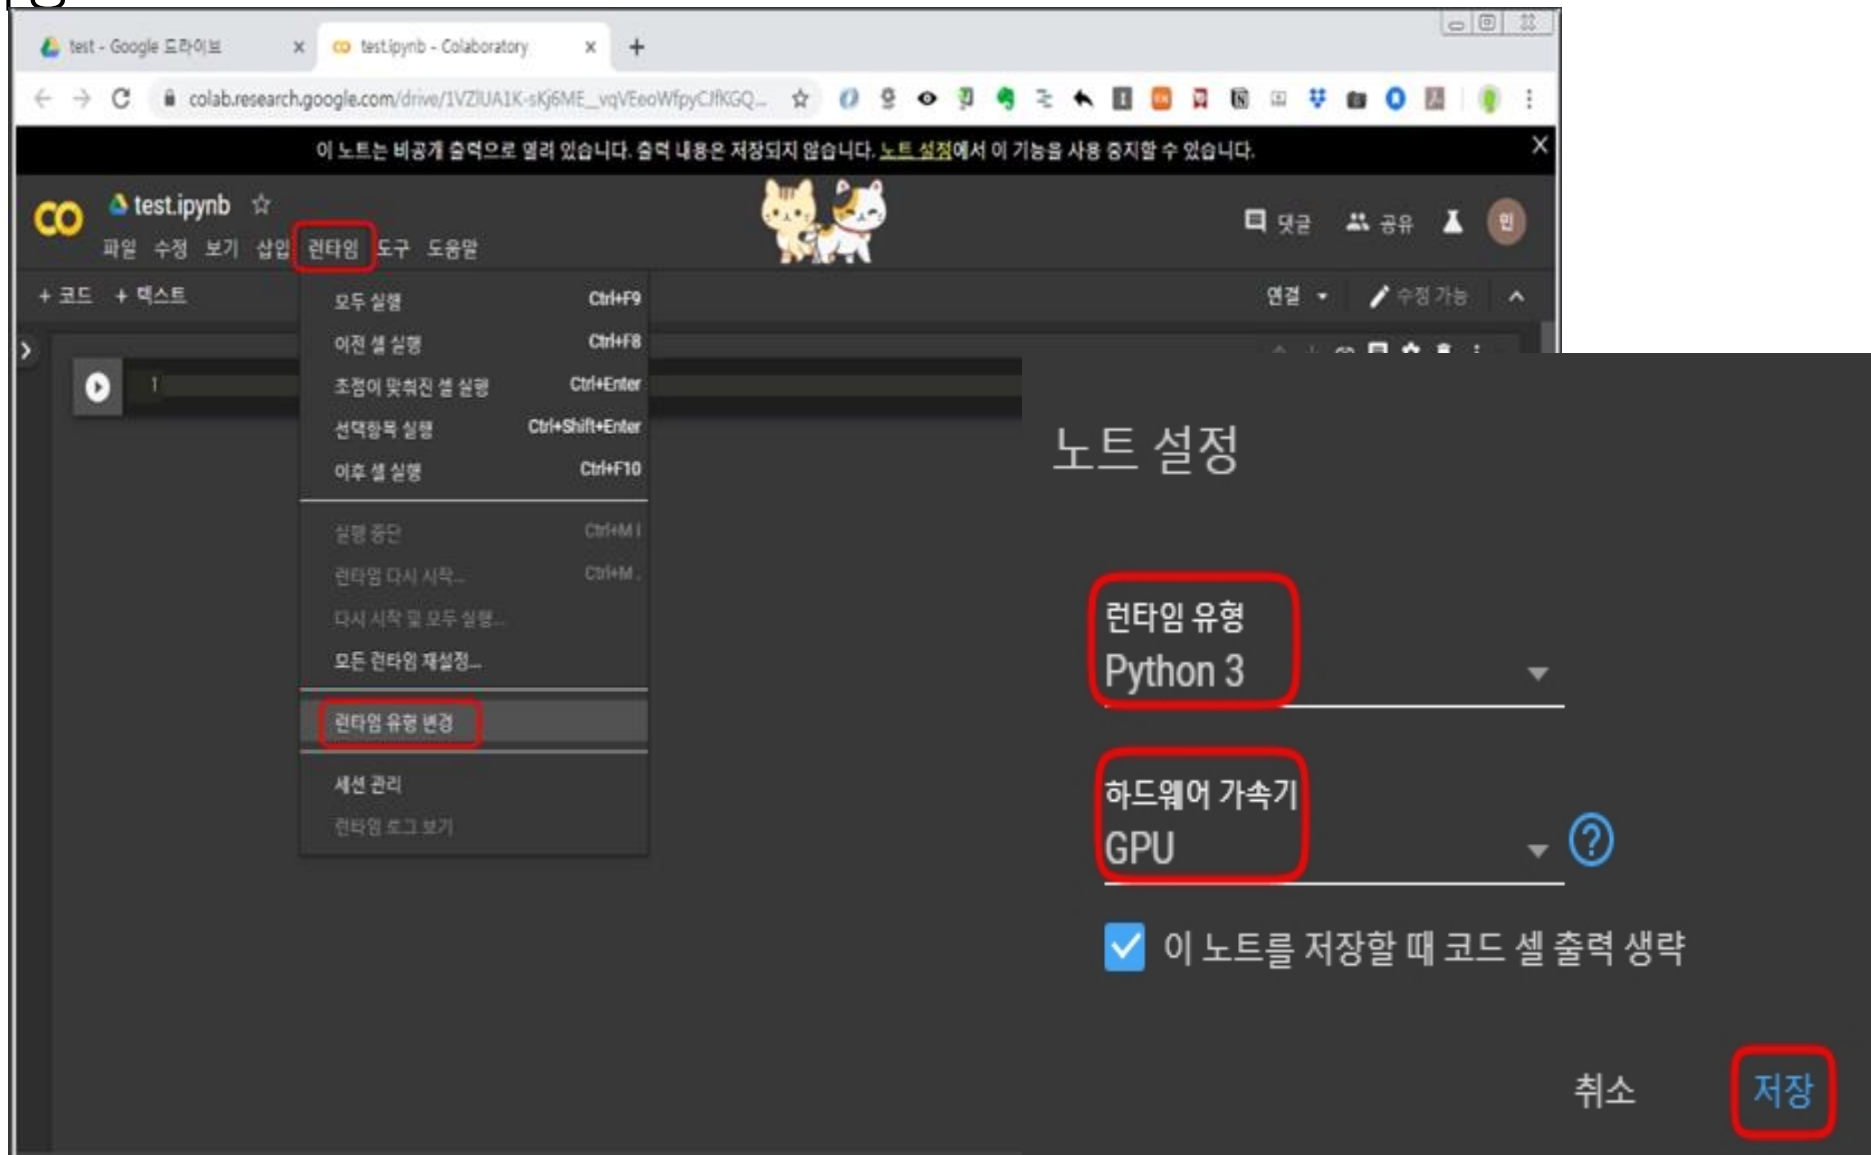 test - Google 드라이브
test.ipynb - Colaboratory
colab.research.google.com/drive/1VZlUA1K-sKj6ME_vqVEeoWfpyCJfKGQ...
이 노트는 비공개 출력으로 열려 있습니다. 출력 내용은 저장되지 않습니다. 노트 설정에서 이 기능을 사용 중지할 수 있습니다.
CO
test.ipynb
댓글 공유 민
파일 수정 보기 삽입 런타임 도구 도움말
+ 코드 + 텍스트
연결 수정 가능
1
모두 실행 Ctrl+F9
이전 셀 실행 Ctrl+F8
초점이 맞춰진 셀 실행 Ctrl+Enter
선택항목 실행 Ctrl+Shift+Enter
이후 셀 실행 Ctrl+F10
실행 중단 Ctrl+M I
런타임 다시 시작... Ctrl+M .
다시 시작 및 모두 실행...
모든 런타임 재설정...
런타임 유형 변경
세션 관리
런타임 로그 보기
노트 설정
런타임 유형
Python 3
하드웨어 가속기
GPU
?
이 노트를 저장할 때 코드 셀 출력 생략
취소 저장